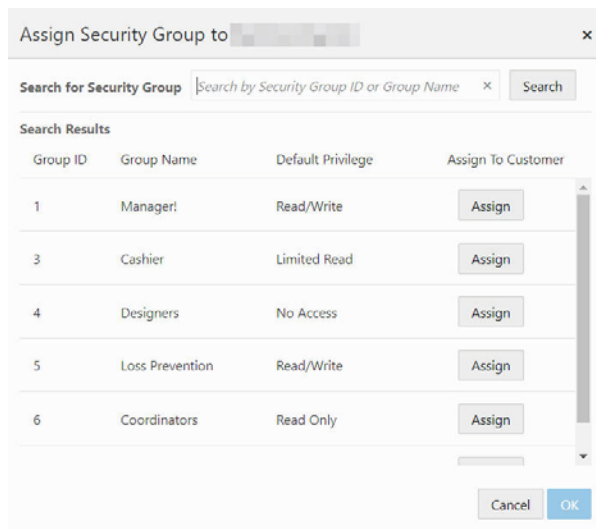 Assign Security Group to
×
Search for Security Group Search by Security Group ID or Group Name × Search
Search Results
Group ID Group Name Default Privilege Assign To Customer
1 Manager! Read/Write Assign
3 Cashier Limited Read Assign
4 Designers No Access Assign
5 Loss Prevention Read/Write Assign
6 Coordinators Read Only Assign
Cancel OK